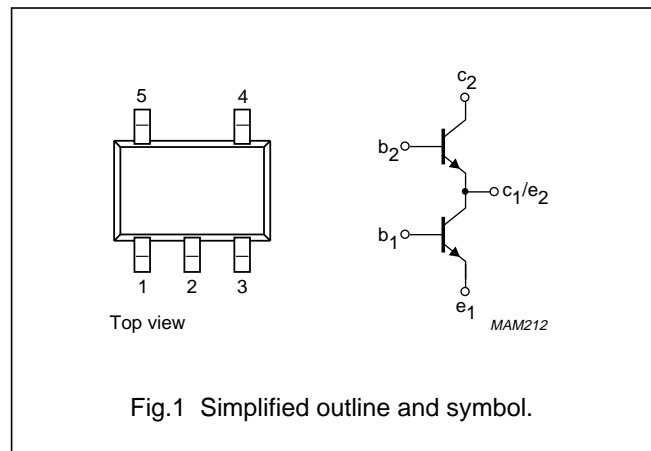 5 4
1 2 3
Top view
c2
b2
c1/e2
b1
e1
MAM212
Fig.1 Simplified outline and symbol.